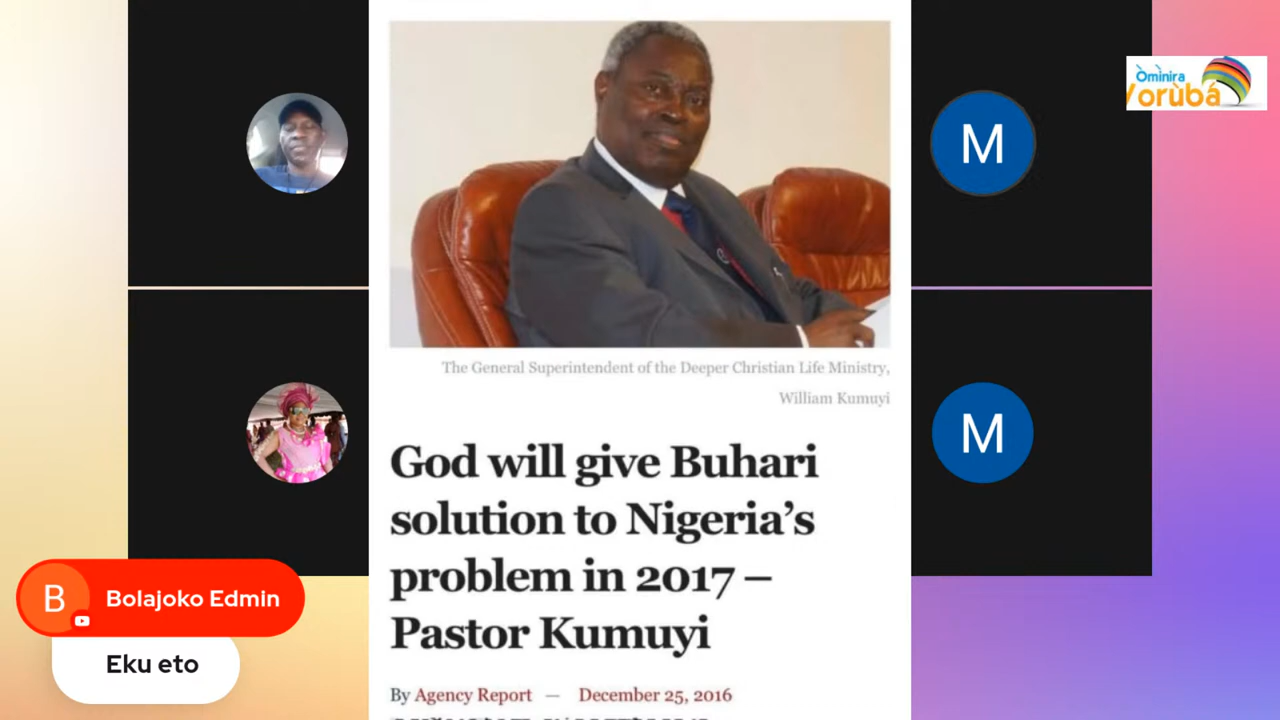 Òmìnira
Yorùbá
M
The General Superintendent of the Deeper Christian Life Ministry,
William Kumuyi
M
God will give Buhari
solution to Nigeria’s
problem in 2017 –
Pastor Kumuyi
By Agency Report — December 25, 2016
B
Bolajoko Edmin
Eku eto